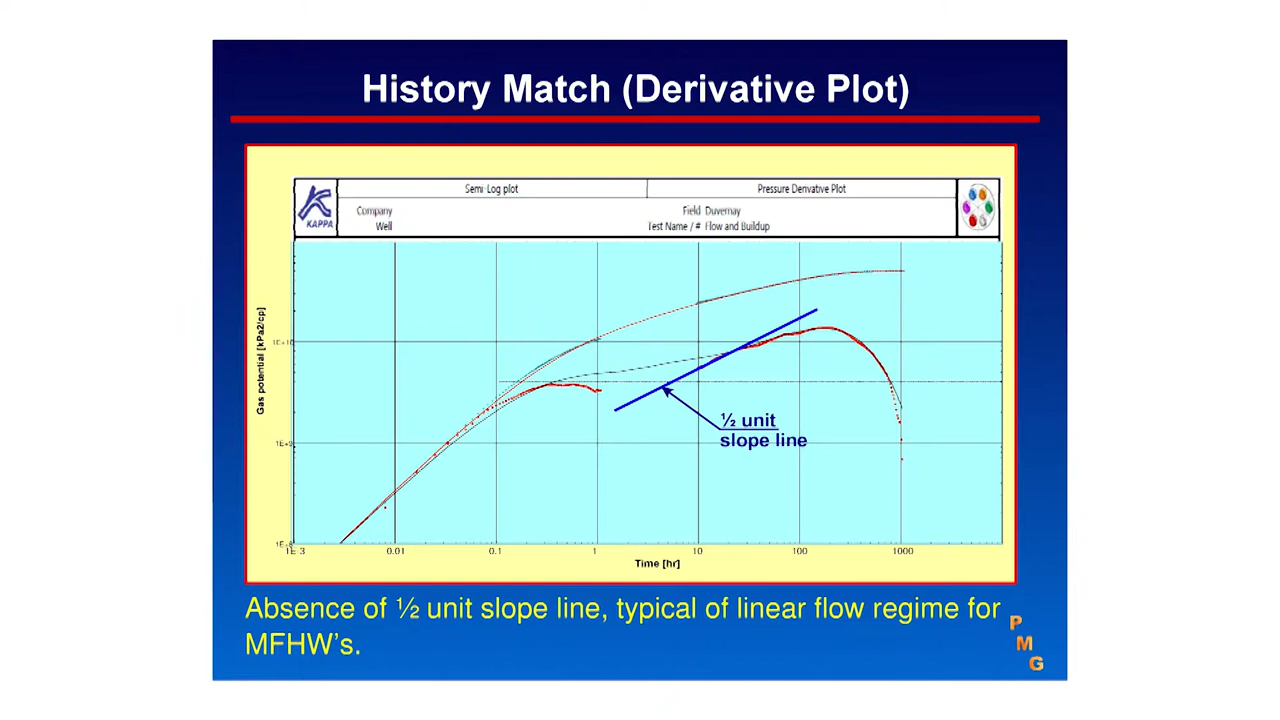 History Match (Derivative Plot)
Semi-Log plot
Pressure Derivative Plot
KAPPA
Company
Well
Field Duvernay
Test Name / # Flow and Buildup
Gas potential [kPa2/cp]
1E+10
1E+9
1E+8
½ unit
slope line
1E-3
0.01
0.1
1
10
100
1000
Time [hr]
Absence of ½ unit slope line, typical of linear flow regime for
MFHW’s.
P
M
G